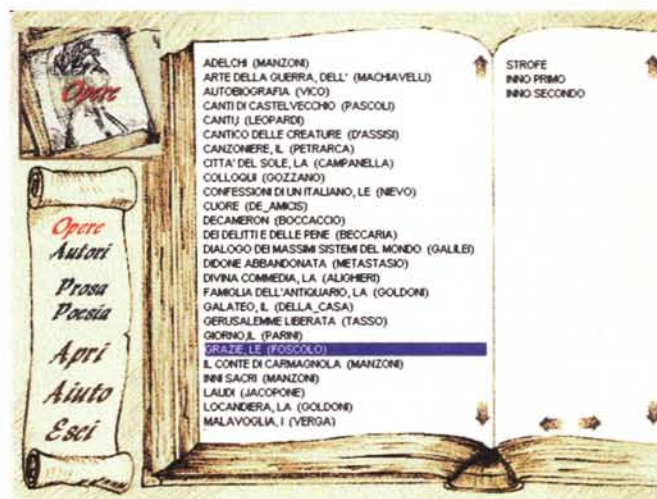 Opere
Opere
Autori
Prosa
Poesia
Apri
Aiuto
Esci
ADELCHI (MANZONI)
ARTE DELLA GUERRA, DELL' (MACHIAVELLI)
AUTOBIOGRAFIA (VICO)
CANTI DI CASTELVECCHIO (PASCOLI)
CANTI,I (LEOPARDI)
CANTICO DELLE CREATURE (D'ASSISI)
CANZONIERE, IL (PETRARCA)
CITTA' DEL SOLE, LA (CAMPANELLA)
COLLOQUI (GOZZANO)
CONFESSIONI DI UN ITALIANO, LE (NIEVO)
CUORE (DE_AMICIS)
DECAMERON (BOCCACCIO)
DEI DELITTI E DELLE PENE (BECCARIA)
DIALOGO DEI MASSIMI SISTEMI DEL MONDO (GALILEI)
DIDONE ABBANDONATA (METASTASIO)
DIVINA COMMEDIA, LA (ALIGHIERI)
FAMIGLIA DELL'ANTIQUARIO, LA (GOLDONI)
GALATEO, IL (DELLA_CASA)
GERUSALEMME LIBERATA (TASSO)
GIORNO,IL (PARINI)
GRAZIE, LE (FOSCOLO)
IL CONTE DI CARMAGNOLA (MANZONI)
INNI SACRI (MANZONI)
LAUDI (JACOPONE)
LOCANDIERA, LA (GOLDONI)
MALAVOGLIA, I (VERGA)
STROFE
INNO PRIMO
INNO SECONDO